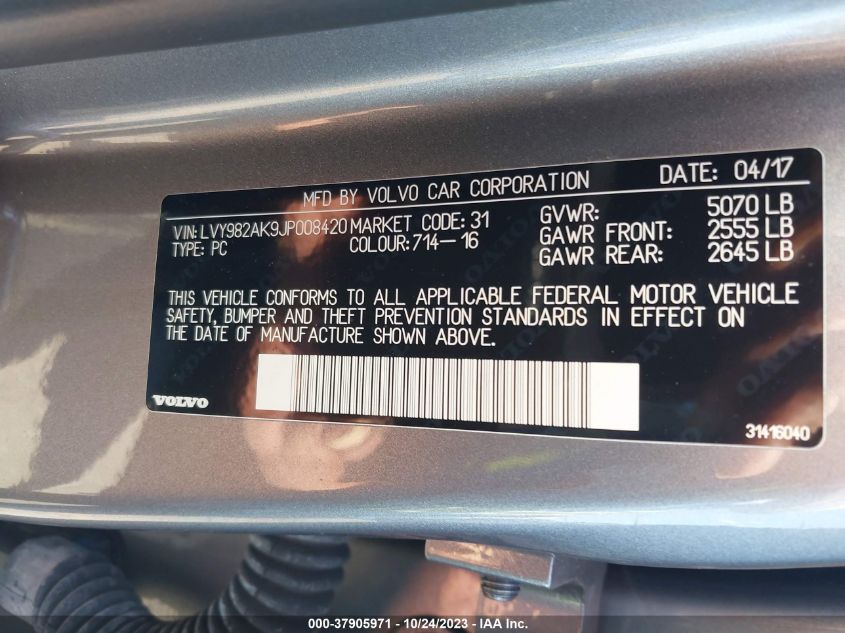 MFD BY VOLVO CAR CORPORATION DATE: 04/17
VIN: LVY982AK9JP008420 MARKET CODE: 31 GVWR: 5070 LB
TYPE: PC COLOUR: 714-16 GAWR FRONT: 2555 LB
GAWR REAR: 2645 LB
THIS VEHICLE CONFORMS TO ALL APPLICABLE FEDERAL MOTOR VEHICLE
SAFETY, BUMPER AND THEFT PREVENTION STANDARDS IN EFFECT ON
THE DATE OF MANUFACTURE SHOWN ABOVE.
VOLVO
31416040
000-37905971 - 10/24/2023 - IAA Inc.